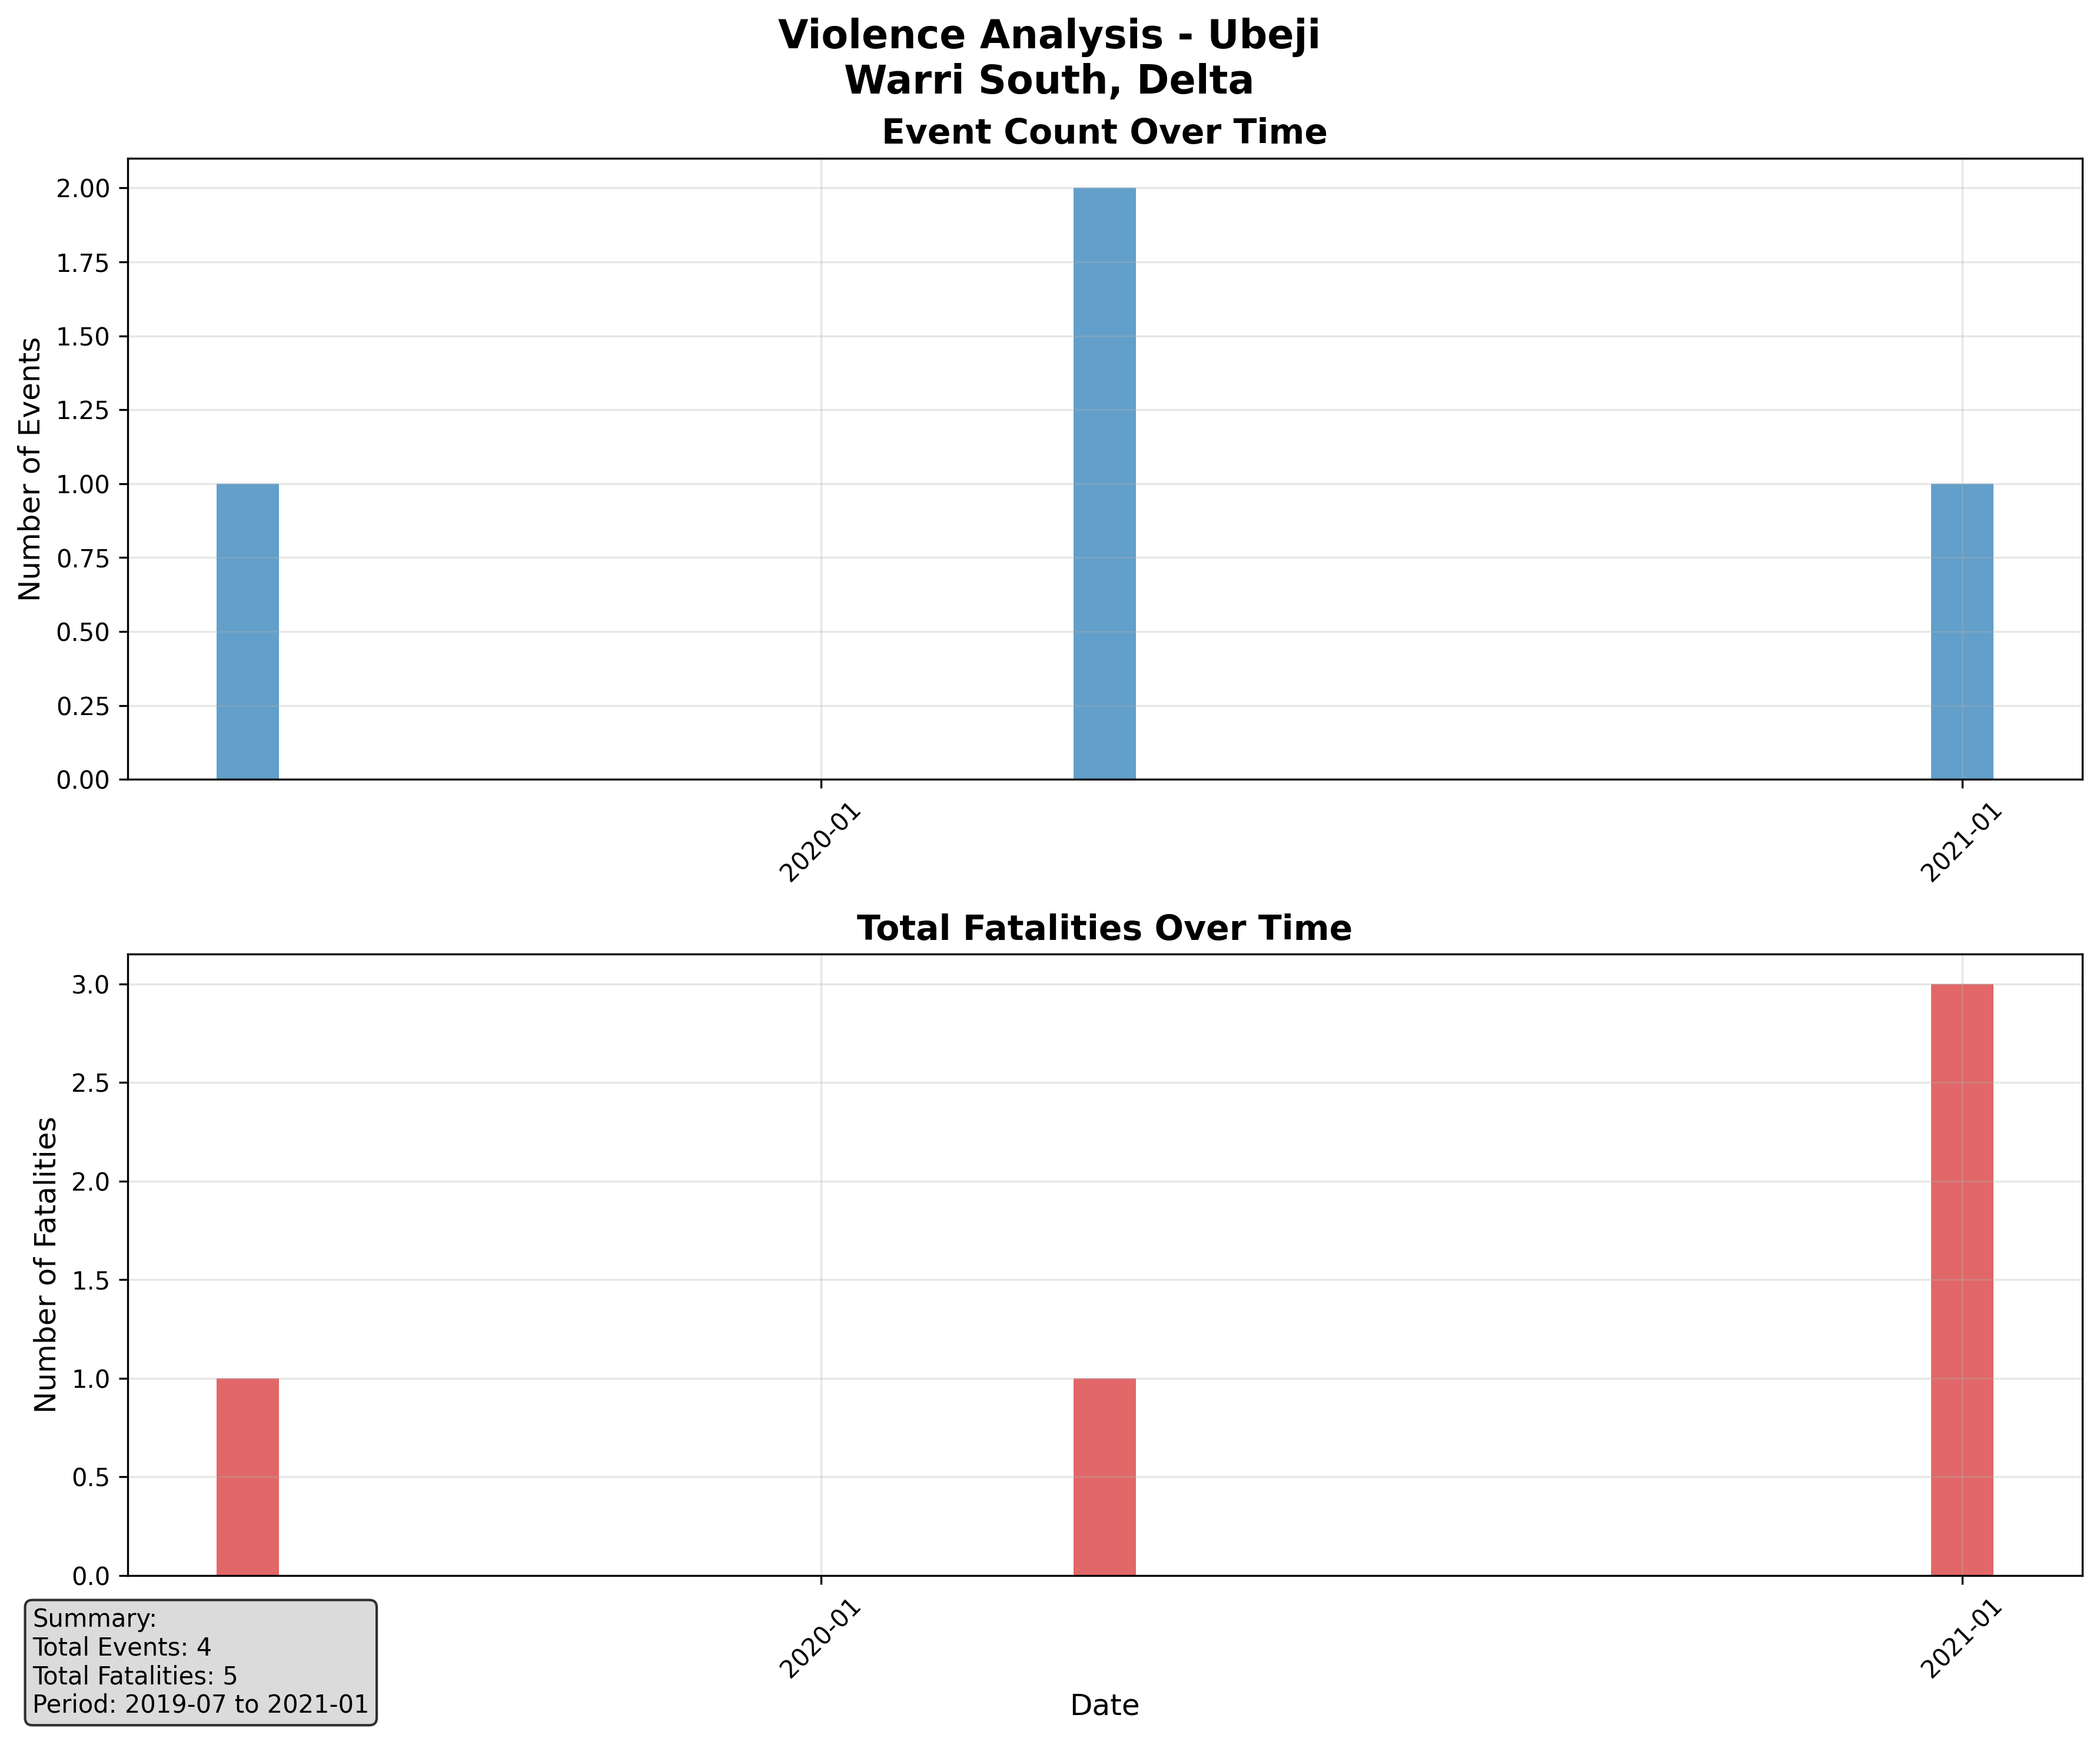 Violence Analysis - Ubeji
Warri South, Delta
Event Count Over Time
Number of Events
2.00
1.75
1.50
1.25
1.00
0.75
0.50
0.25
0.00
2020-01
2021-01
Total Fatalities Over Time
Number of Fatalities
3.0
2.5
2.0
1.5
1.0
0.5
0.0
2020-01
2021-01
Date
Summary:
Total Events: 4
Total Fatalities: 5
Period: 2019-07 to 2021-01